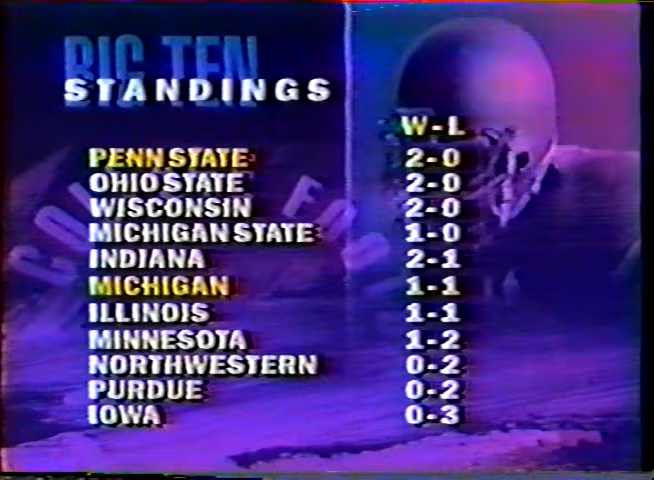 BIG TEN
STANDINGS
W-L
PENN STATE 2-0
OHIO STATE 2-0
WISCONSIN 2-0
MICHIGAN STATE 1-0
INDIANA 2-1
MICHIGAN 1-1
ILLINOIS 1-1
MINNESOTA 1-2
NORTHWESTERN 0-2
PURDUE 0-2
IOWA 0-3